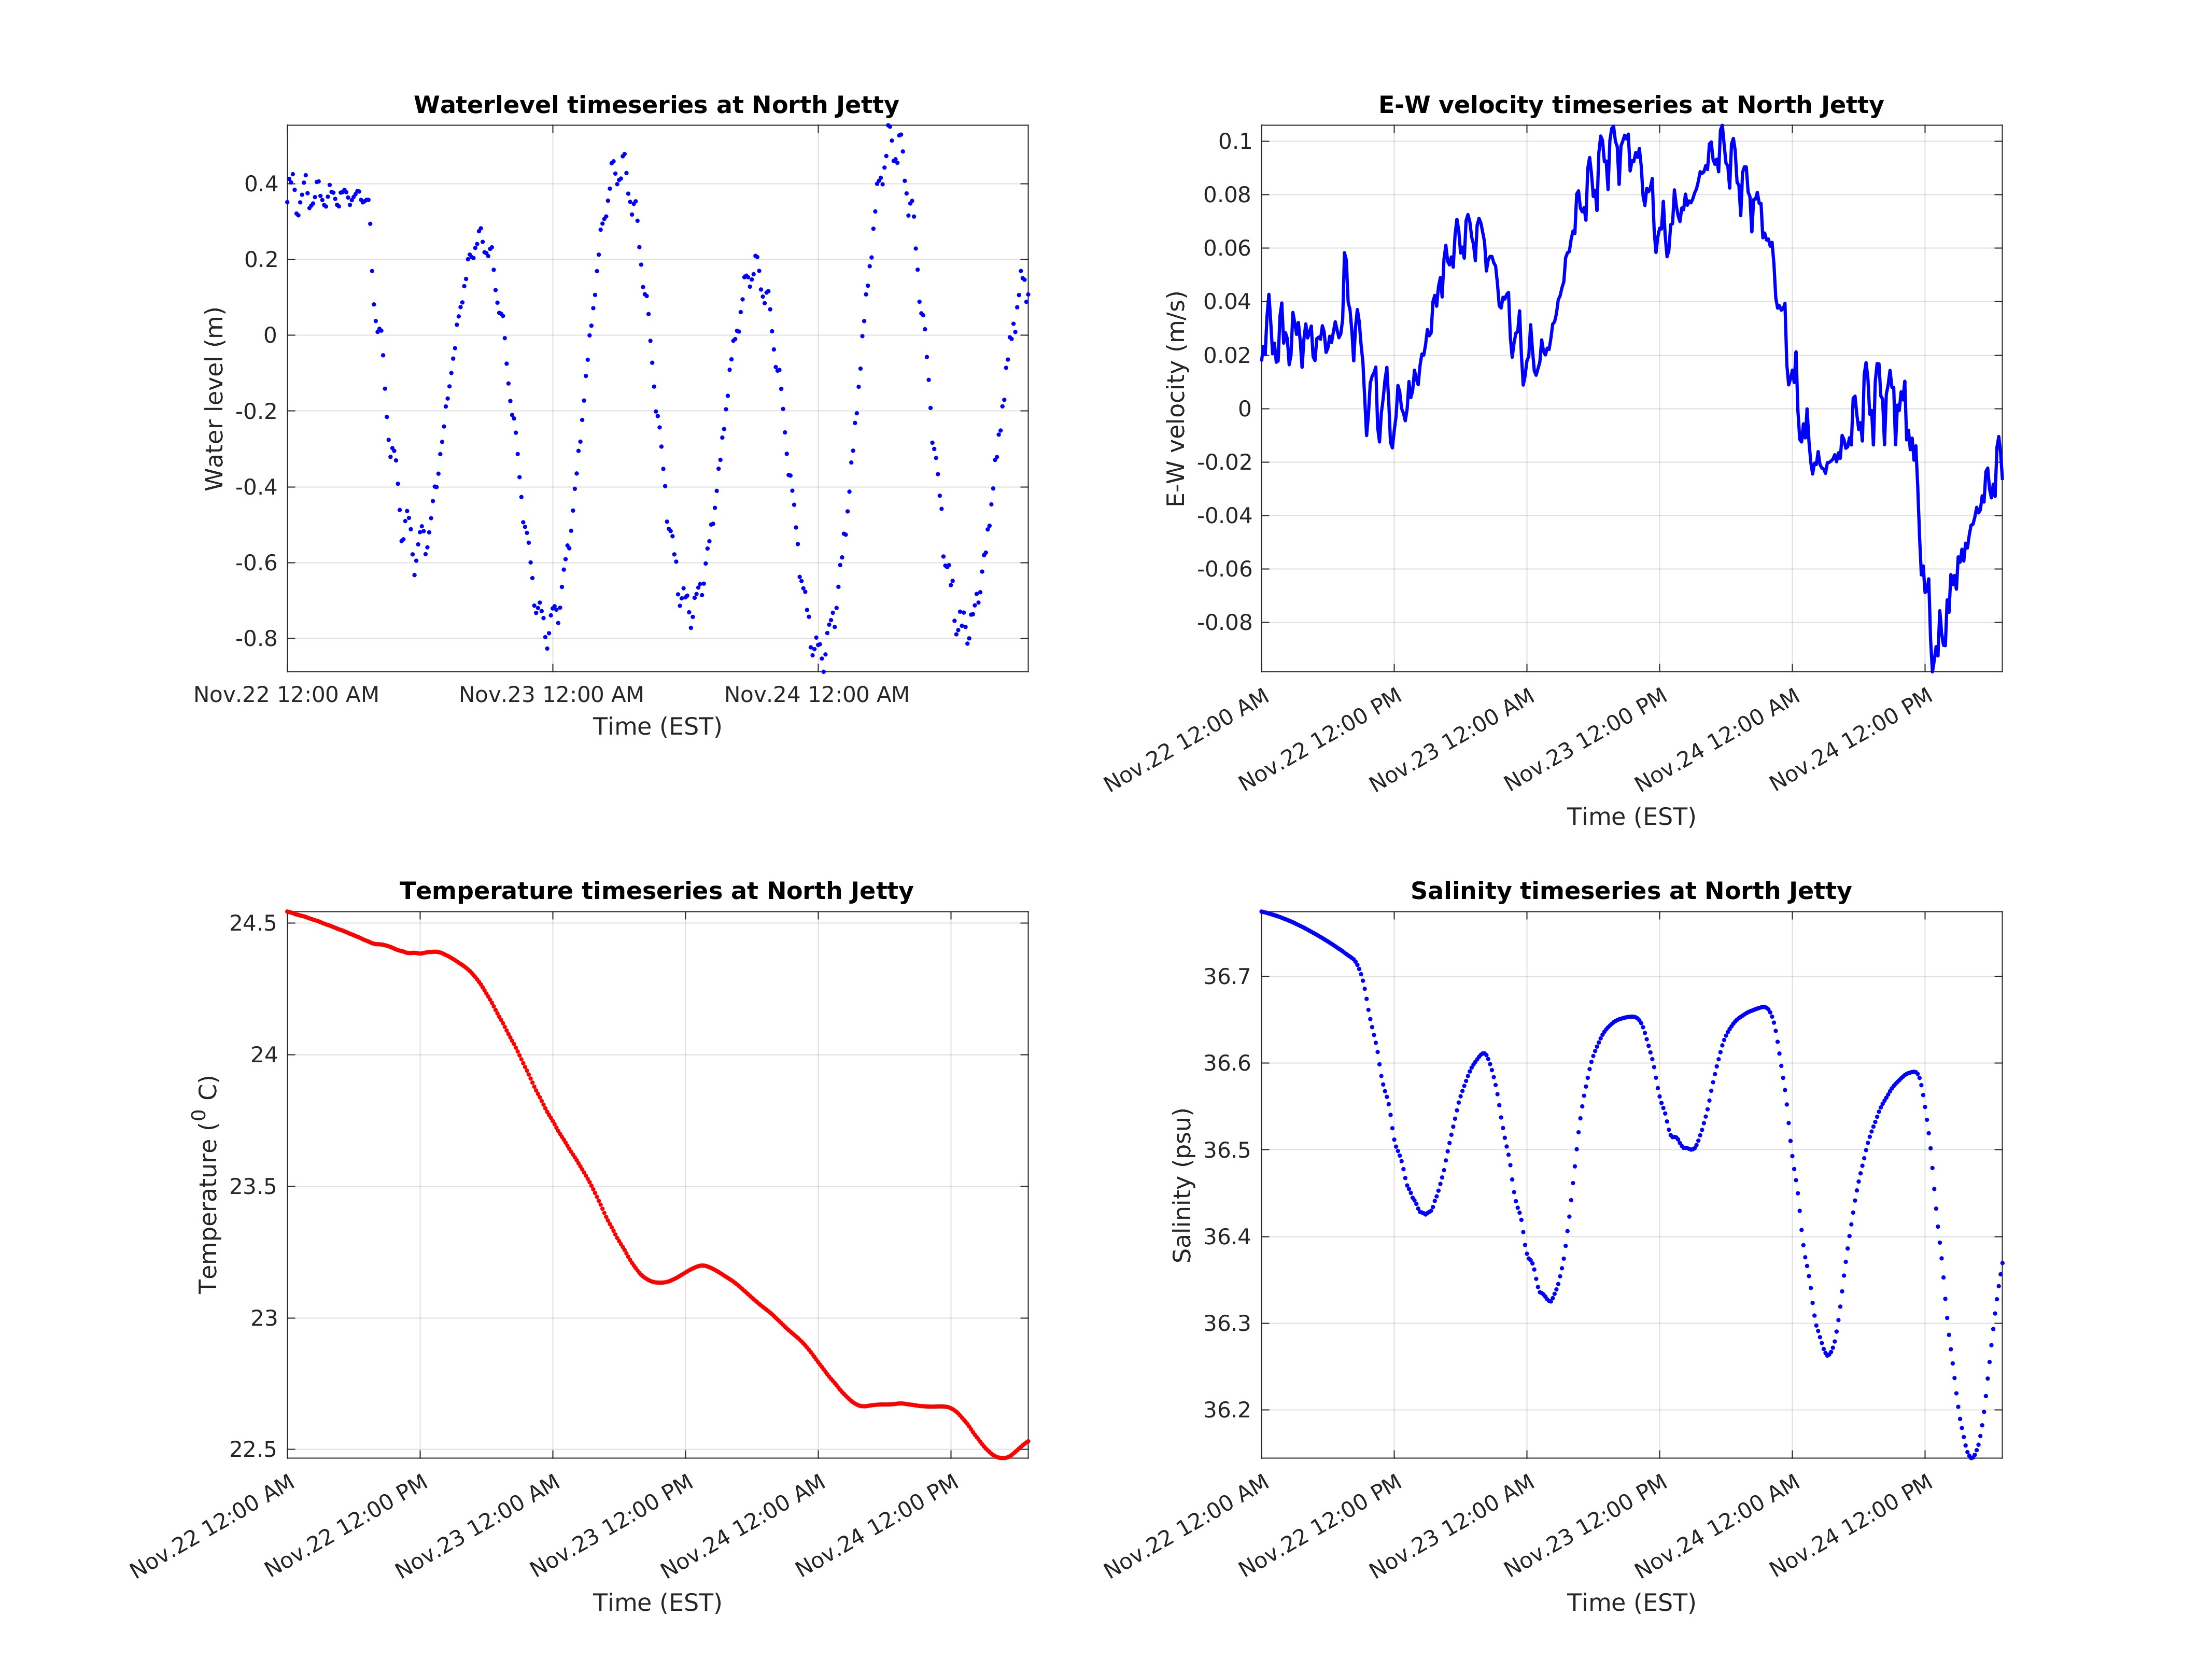 Waterlevel timeseries at North Jetty
0.4
0.2
0
-0.2
-0.4
-0.6
-0.8
Water level (m)
Nov.22 12:00 AM
Nov.23 12:00 AM
Nov.24 12:00 AM
Time (EST)
E-W velocity timeseries at North Jetty
0.1
0.08
0.06
0.04
0.02
0
-0.02
-0.04
-0.06
-0.08
E-W velocity (m/s)
Nov.22 12:00 AM
Nov.22 12:00 PM
Nov.23 12:00 AM
Nov.23 12:00 PM
Nov.24 12:00 AM
Nov.24 12:00 PM
Time (EST)
Temperature timeseries at North Jetty
24.5
24
23.5
23
22.5
Temperature (⁰ C)
Nov.22 12:00 AM
Nov.22 12:00 PM
Nov.23 12:00 AM
Nov.23 12:00 PM
Nov.24 12:00 AM
Nov.24 12:00 PM
Time (EST)
Salinity timeseries at North Jetty
36.7
36.6
36.5
36.4
36.3
36.2
Salinity (psu)
Nov.22 12:00 AM
Nov.22 12:00 PM
Nov.23 12:00 AM
Nov.23 12:00 PM
Nov.24 12:00 AM
Nov.24 12:00 PM
Time (EST)